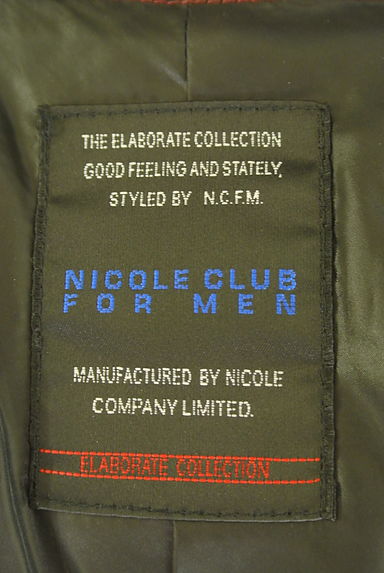 THE ELABORATE COLLECTION
GOOD FEELING AND STATELY,
STYLED BY N.C.F.M.
NICOLE CLUB
FOR MEN
MANUFACTURED BY NICOLE
COMPANY LIMITED.
ELABORATE COLLECTION